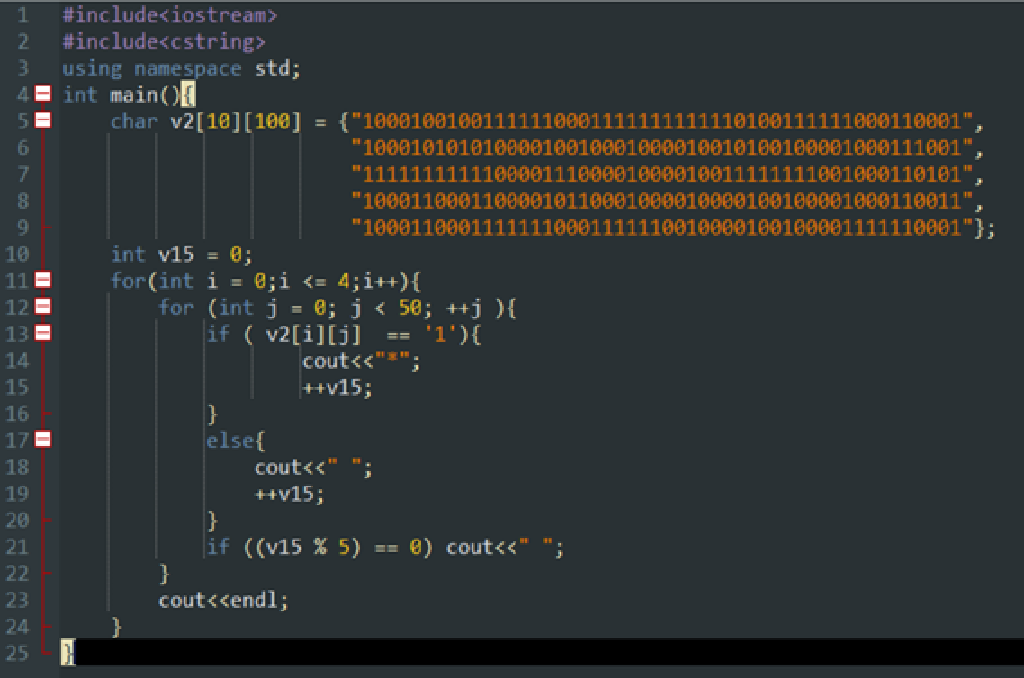 1 #include<iostream>
2 #include<cstring>
3 using namespace std;
4 int main(){
5 char v2[10][100] = {"10001001001111110001111111111110100111111000110001",
6 "10001010101000010010001000010010100100001000111001",
7 "11111111111000011100001000010011111111001000110101",
8 "10001100011000010110001000010000100100001000110011",
9 "10001100011111110001111110010000100100001111110001"};
10 int v15 = 0;
11 for(int i = 0;i <= 4;i++){
12 for (int j = 0; j < 50; ++j ){
13 if ( v2[i][j]  == '1'){
14 cout<<"*";
15 ++v15;
16 }
17 else{
18 cout<<" ";
19 ++v15;
20 }
21 if ((v15 % 5) == 0) cout<<" ";
22 }
23 cout<<endl;
24 }
25 }